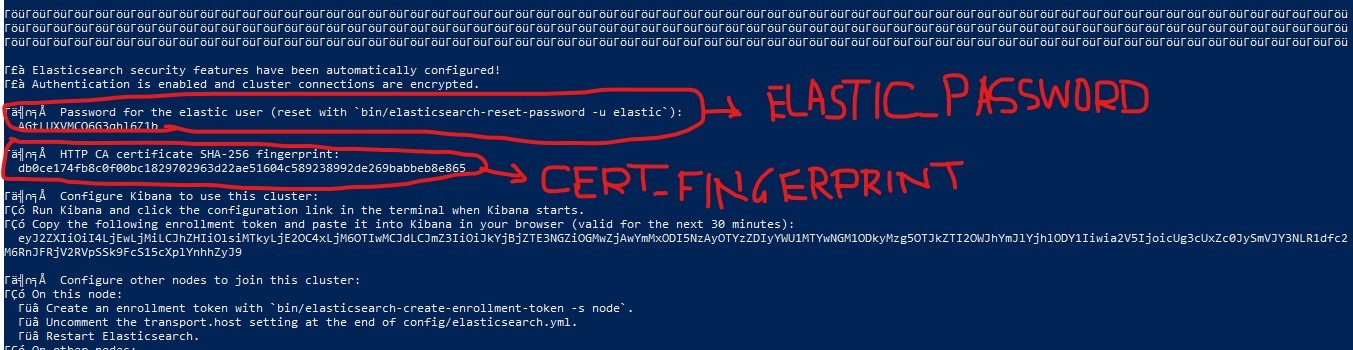 ΓöüΓöüΓöüΓöüΓöüΓöüΓöüΓöüΓöüΓöüΓöüΓöüΓöüΓöüΓöüΓöüΓöüΓöüΓöüΓöüΓöüΓöüΓöüΓöüΓöüΓöüΓöüΓöüΓöüΓöüΓöüΓöüΓöüΓöüΓöüΓöüΓöüΓöüΓöüΓöüΓöüΓöüΓöüΓöüΓöüΓöüΓöüΓöüΓöüΓöüΓöüΓöüΓöüΓöüΓöüΓöüΓöüΓöüΓöüΓöüΓöüΓöüΓöüΓöü
ΓöüΓöüΓöüΓöüΓöüΓöüΓöüΓöüΓöüΓöüΓöüΓöüΓöüΓöüΓöüΓöüΓöüΓöüΓöüΓöüΓöüΓöüΓöüΓöüΓöüΓöüΓöüΓöüΓöüΓöüΓöüΓöüΓöüΓöüΓöüΓöüΓöüΓöüΓöüΓöüΓöüΓöüΓöüΓöüΓöüΓöüΓöüΓöüΓöüΓöüΓöüΓöüΓöüΓöüΓöüΓöüΓöüΓöüΓöüΓöüΓöüΓöüΓöüΓöü
ΓöüΓöüΓöüΓöüΓöüΓöüΓöüΓöüΓöüΓöüΓöüΓöüΓöüΓöüΓöüΓöüΓöüΓöüΓöüΓöüΓöüΓöüΓöüΓöüΓöüΓöüΓöüΓöüΓöüΓöüΓöüΓöüΓöüΓöüΓöüΓöüΓöüΓöüΓöüΓöüΓöüΓöüΓöüΓöüΓöüΓöüΓöüΓöüΓöüΓöüΓöüΓöüΓöüΓöüΓöüΓöüΓöüΓöüΓöüΓöüΓöüΓöüΓöüΓöü
Γ£à Elasticsearch security features have been automatically configured!
Γ£à Authentication is enabled and cluster connections are encrypted.
Γä╣∩╕Å Password for the elastic user (reset with `bin/elasticsearch-reset-password -u elastic`):
ELASTIC_PASSWORD
Γä╣∩╕Å HTTP CA certificate SHA-256 fingerprint:
db0ce174fb8c0f00bc1829702963d22ae51604c589238992de269babbeb8e865
CERT_FINGERPRINT
Γä╣∩╕Å Configure Kibana to use this cluster:
ΓÇó Run Kibana and click the configuration link in the terminal when Kibana starts.
ΓÇó Copy the following enrollment token and paste it into Kibana in your browser (valid for the next 30 minutes):
Γä╣∩╕Å Configure other nodes to join this cluster:
ΓÇó On this node:
Γüâ Create an enrollment token with `bin/elasticsearch-create-enrollment-token -s node`.
Γüâ Uncomment the transport.host setting at the end of config/elasticsearch.yml.
Γüâ Restart Elasticsearch.
ΓÇó On other nodes: